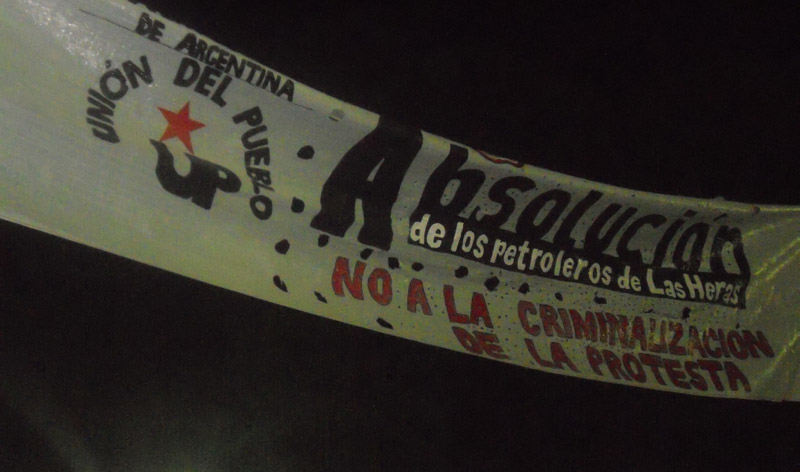 DE ARGENTINA
UNIÓN DEL PUEBLO
UP
Absolución
de los petroleros de Las Heras
NO A LA CRIMINALIZACIÓN
DE LA PROTESTA